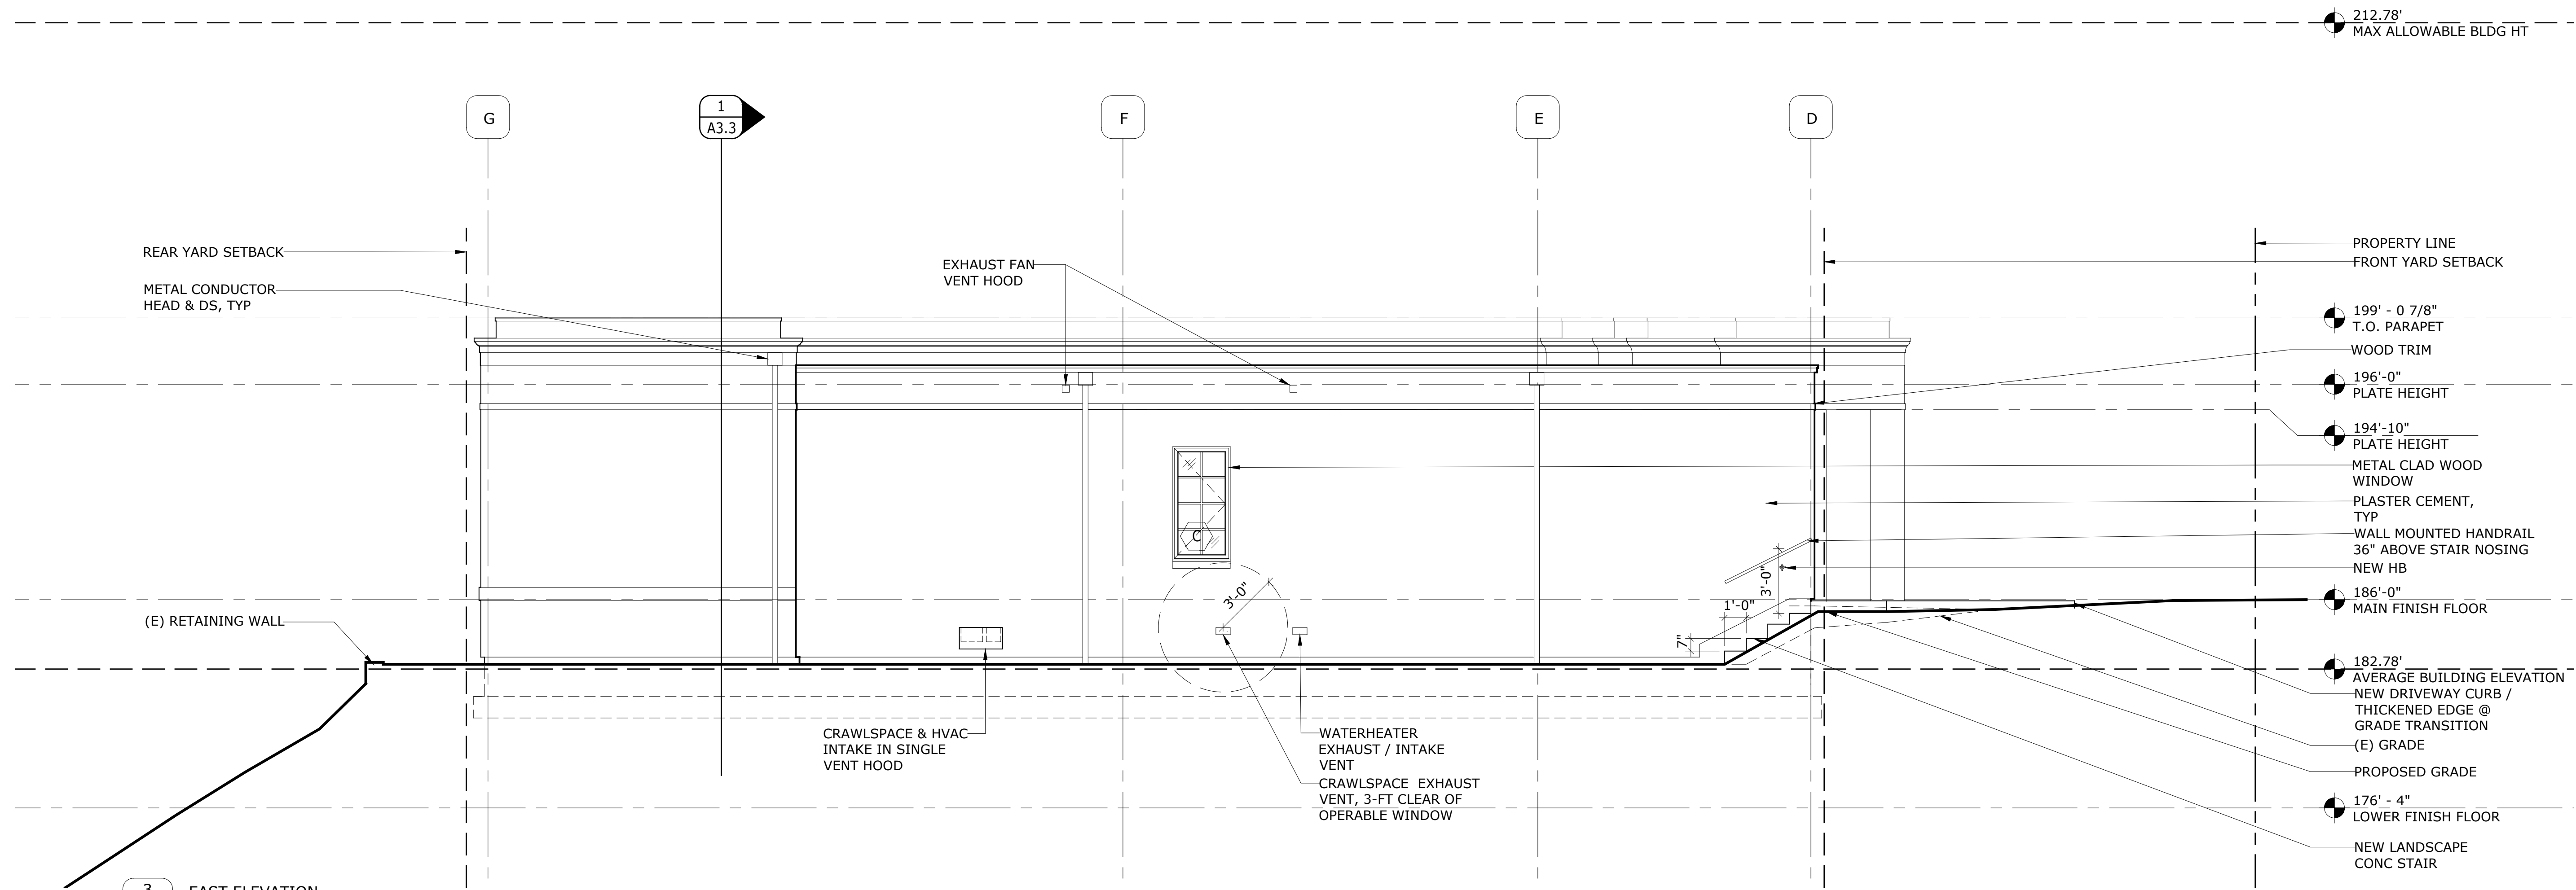 212.78'
MAX ALLOWABLE BLDG HT
G
1
A3.3
F
E
D
REAR YARD SETBACK
METAL CONDUCTOR
HEAD & DS, TYP
EXHAUST FAN
VENT HOOD
PROPERTY LINE
FRONT YARD SETBACK
199' - 0 7/8"
T.O. PARAPET
WOOD TRIM
196'-0"
PLATE HEIGHT
194'-10"
PLATE HEIGHT
METAL CLAD WOOD
WINDOW
PLASTER CEMENT,
TYP
WALL MOUNTED HANDRAIL
36" ABOVE STAIR NOSING
NEW HB
C
3'-0"
3'-0"
1'-0"
7"
186'-0"
MAIN FINISH FLOOR
(E) RETAINING WALL
182.78'
AVERAGE BUILDING ELEVATION
NEW DRIVEWAY CURB /
THICKENED EDGE @
GRADE TRANSITION
(E) GRADE
PROPOSED GRADE
CRAWLSPACE & HVAC
INTAKE IN SINGLE
VENT HOOD
WATERHEATER
EXHAUST / INTAKE
VENT
CRAWLSPACE EXHAUST
VENT, 3-FT CLEAR OF
OPERABLE WINDOW
176' - 4"
LOWER FINISH FLOOR
NEW LANDSCAPE
CONC STAIR
3
EAST ELEVATION